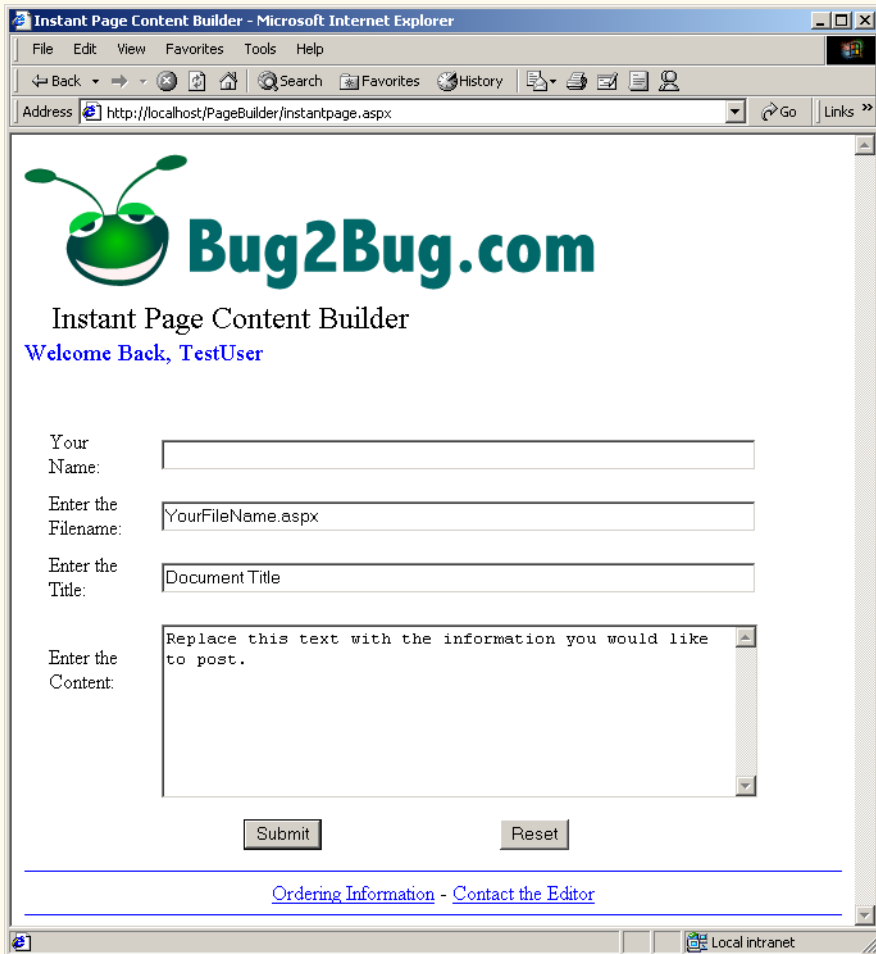 Instant Page Content Builder - Microsoft Internet Explorer
File Edit View Favorites Tools Help
Back Search Favorites History
Address http://localhost/PageBuilder/instantpage.aspx Go Links »
Bug2Bug.com
Instant Page Content Builder
Welcome Back, TestUser
Your
Name:
Enter the
Filename:
YourFileName.aspx
Enter the
Title:
Document Title
Enter the
Content:
Replace this text with the information you would like
to post.
Submit Reset
Ordering Information - Contact the Editor
Local intranet